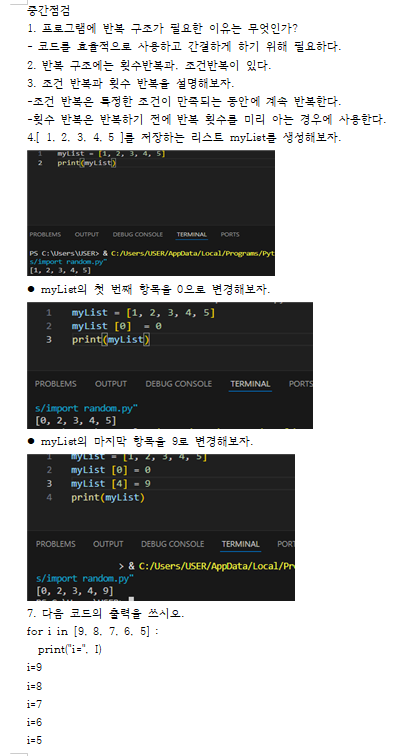 중간점검
1. 프로그램에 반복 구조가 필요한 이유는 무엇인가?
- 코드를 효율적으로 사용하고 간절하게 하기 위해 필요하다.
2. 반복 구조에는 횟수반복과, 조건반복이 있다.
3. 조건 반복과 횟수 반복을 설명해보자.
-조건 반복은 특정한 조건이 만족되는 동안에 계속 반복한다.
-횟수 반복은 반복하기 전에 반복 횟수를 미리 아는 경우에 사용한다.
4.[ 1, 2, 3, 4, 5 ]를 저장하는 리스트 myList를 생성해보자.
1 myList = [1, 2, 3, 4, 5]
2 print(myList)
PROBLEMS OUTPUT DEBUG CONSOLE TERMINAL PORTS
PS C:\Users\USER> & C:/Users/USER/AppData/Local/Programs/Pyt
s/import random.py"
[1, 2, 3, 4, 5]
● myList의 첫 번째 항목을 0으로 변경해보자.
1 myList = [1, 2, 3, 4, 5]
2 myList [0] = 0
3 print(myList)
PROBLEMS OUTPUT DEBUG CONSOLE TERMINAL PORTS
s/import random.py"
[0, 2, 3, 4, 5]
● myList의 마지막 항목을 9로 변경해보자.
1 myList = [1, 2, 3, 4, 5]
2 myList [0] = 0
3 myList [4] = 9
4 print(myList)
PROBLEMS OUTPUT DEBUG CONSOLE TERMINAL POR
> & C:/Users/USER/AppData/Local/Pr
s/import random.py"
[0, 2, 3, 4, 9]
7. 다음 코드의 출력을 쓰시오.
for i in [9, 8, 7, 6, 5] :
print("i=", I)
i=9
i=8
i=7
i=6
i=5